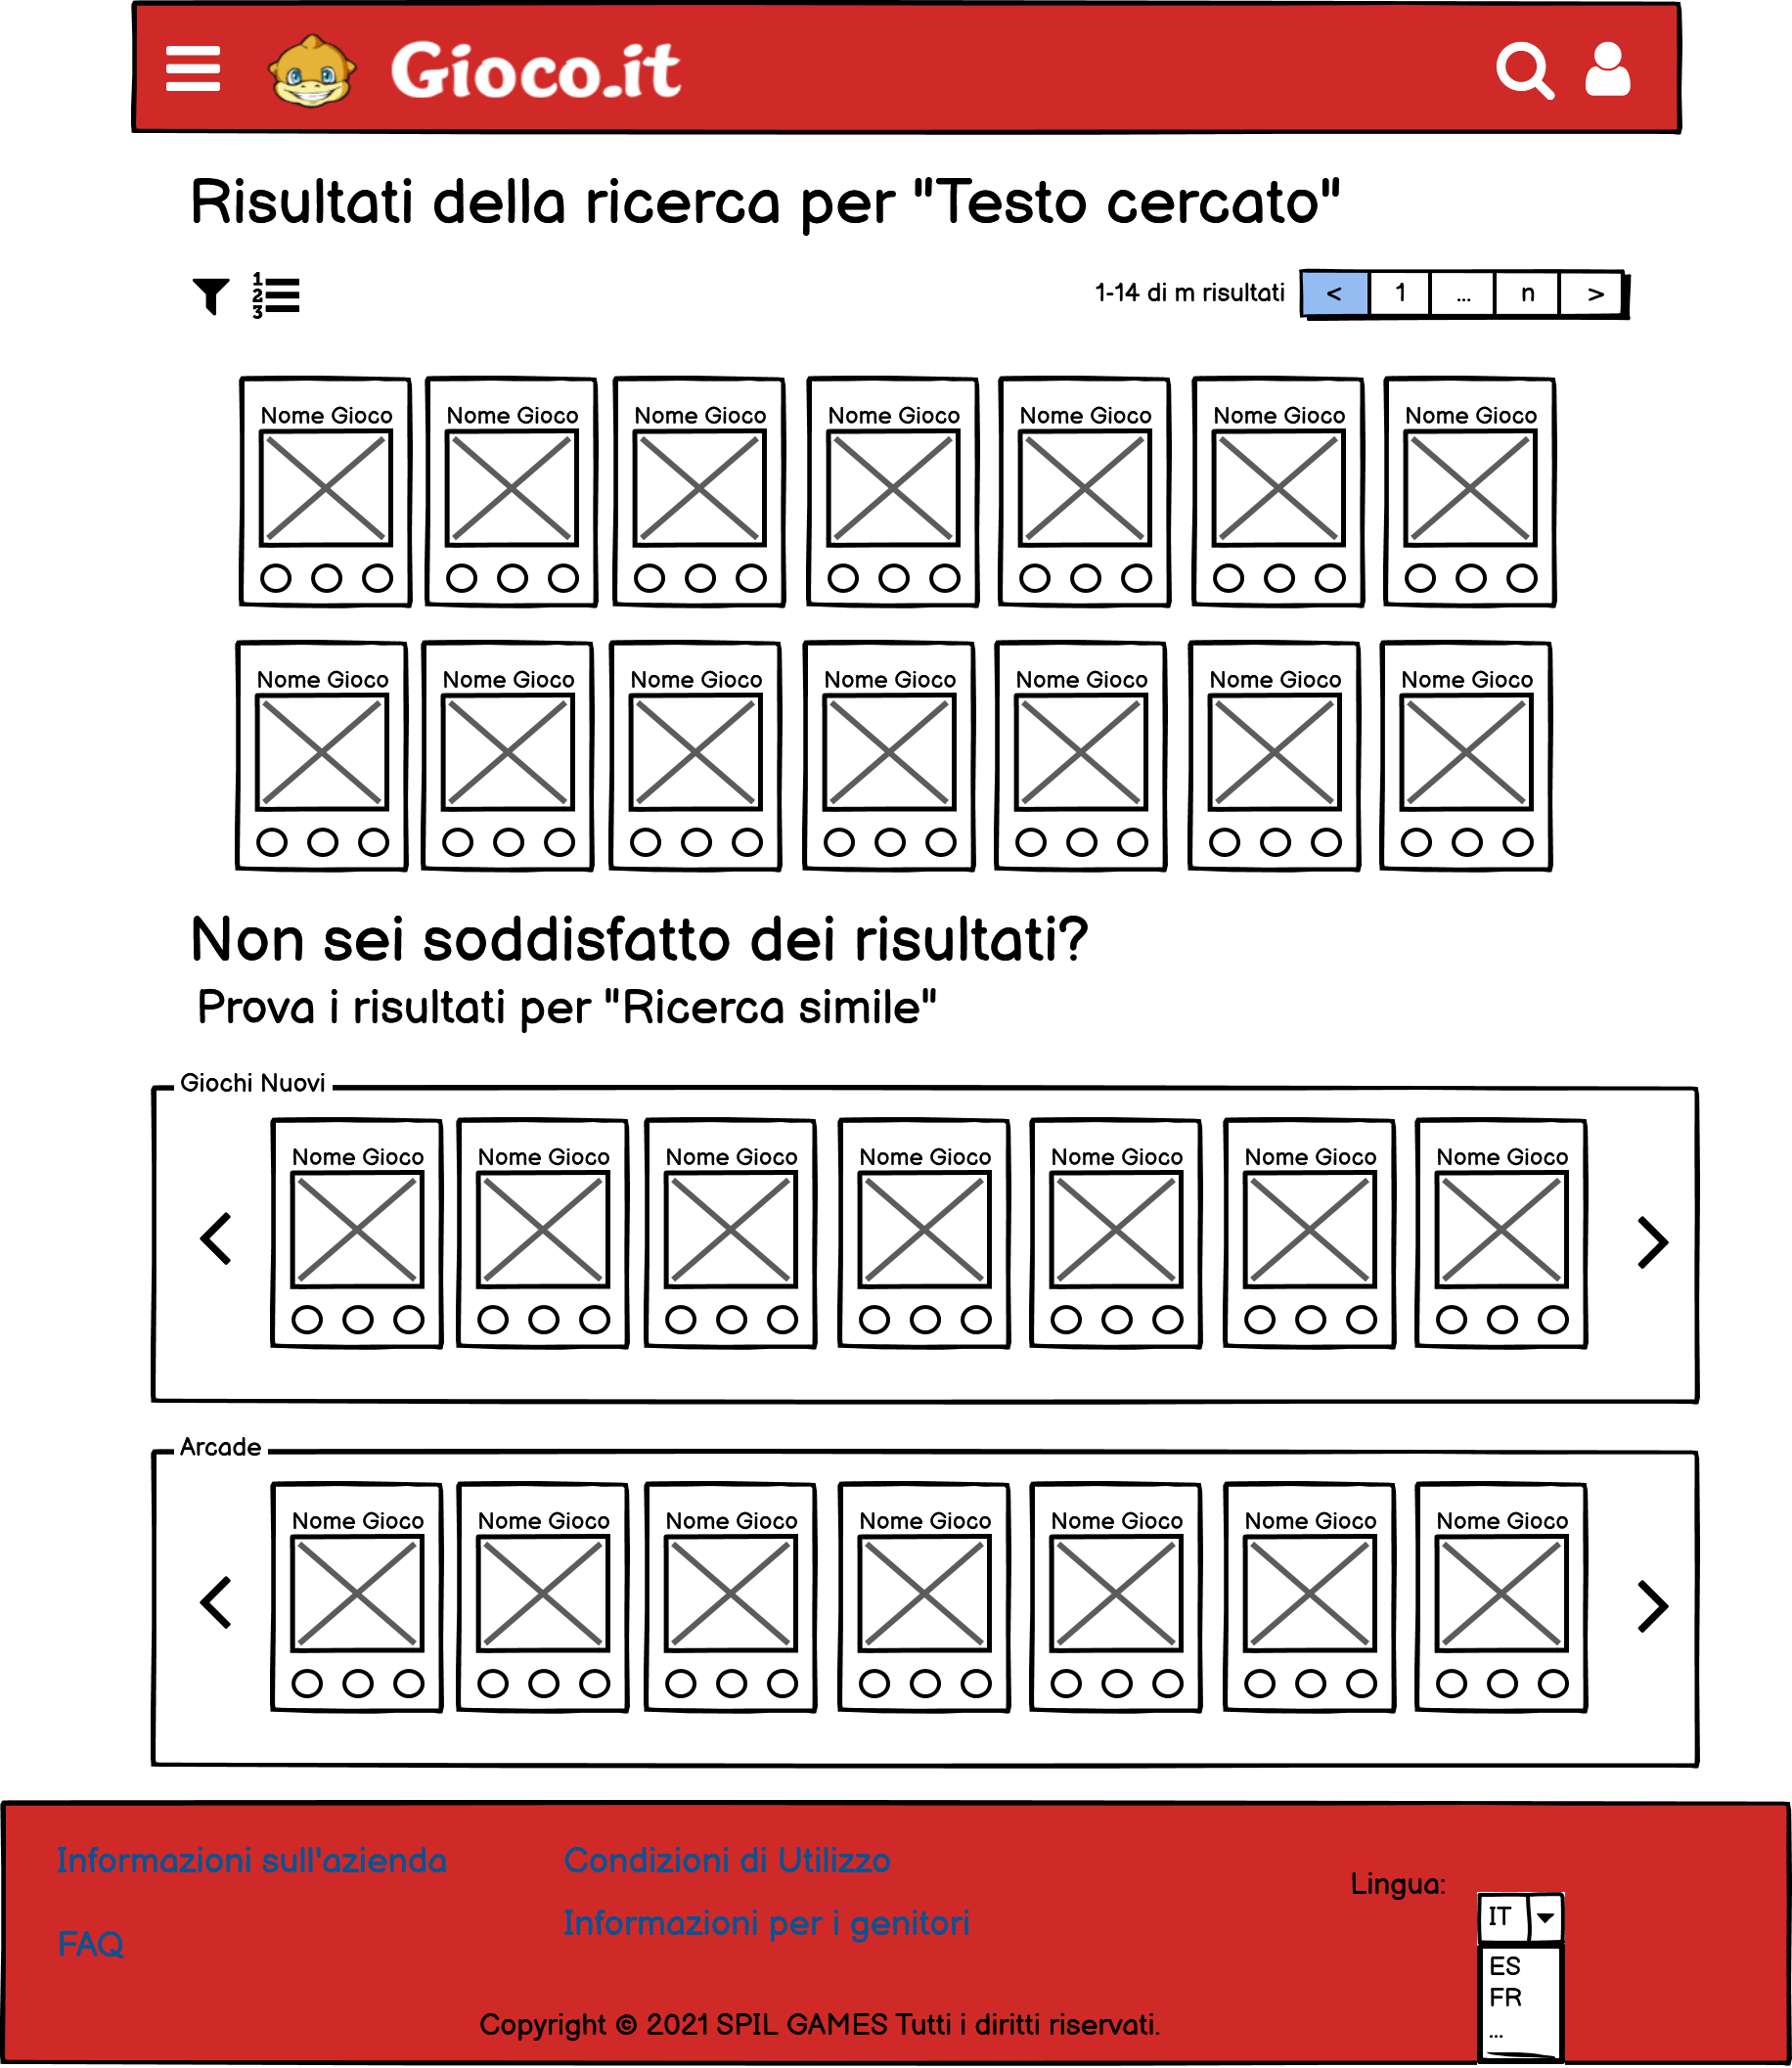 Gioco.it
Risultati della ricerca per "Testo cercato"
1
2
3
1-14 di m risultati < 1 ... n >
Nome Gioco Nome Gioco Nome Gioco Nome Gioco Nome Gioco Nome Gioco Nome Gioco
Nome Gioco Nome Gioco Nome Gioco Nome Gioco Nome Gioco Nome Gioco Nome Gioco
Non sei soddisfatto dei risultati?
Prova i risultati per "Ricerca simile"
Giochi Nuovi
Nome Gioco Nome Gioco Nome Gioco Nome Gioco Nome Gioco Nome Gioco Nome Gioco
Arcade
Nome Gioco Nome Gioco Nome Gioco Nome Gioco Nome Gioco Nome Gioco Nome Gioco
Informazioni sull'azienda
FAQ
Condizioni di Utilizzo
Informazioni per i genitori
Lingua:
IT
ES
FR
...
Copyright © 2021 SPIL GAMES Tutti i diritti riservati.